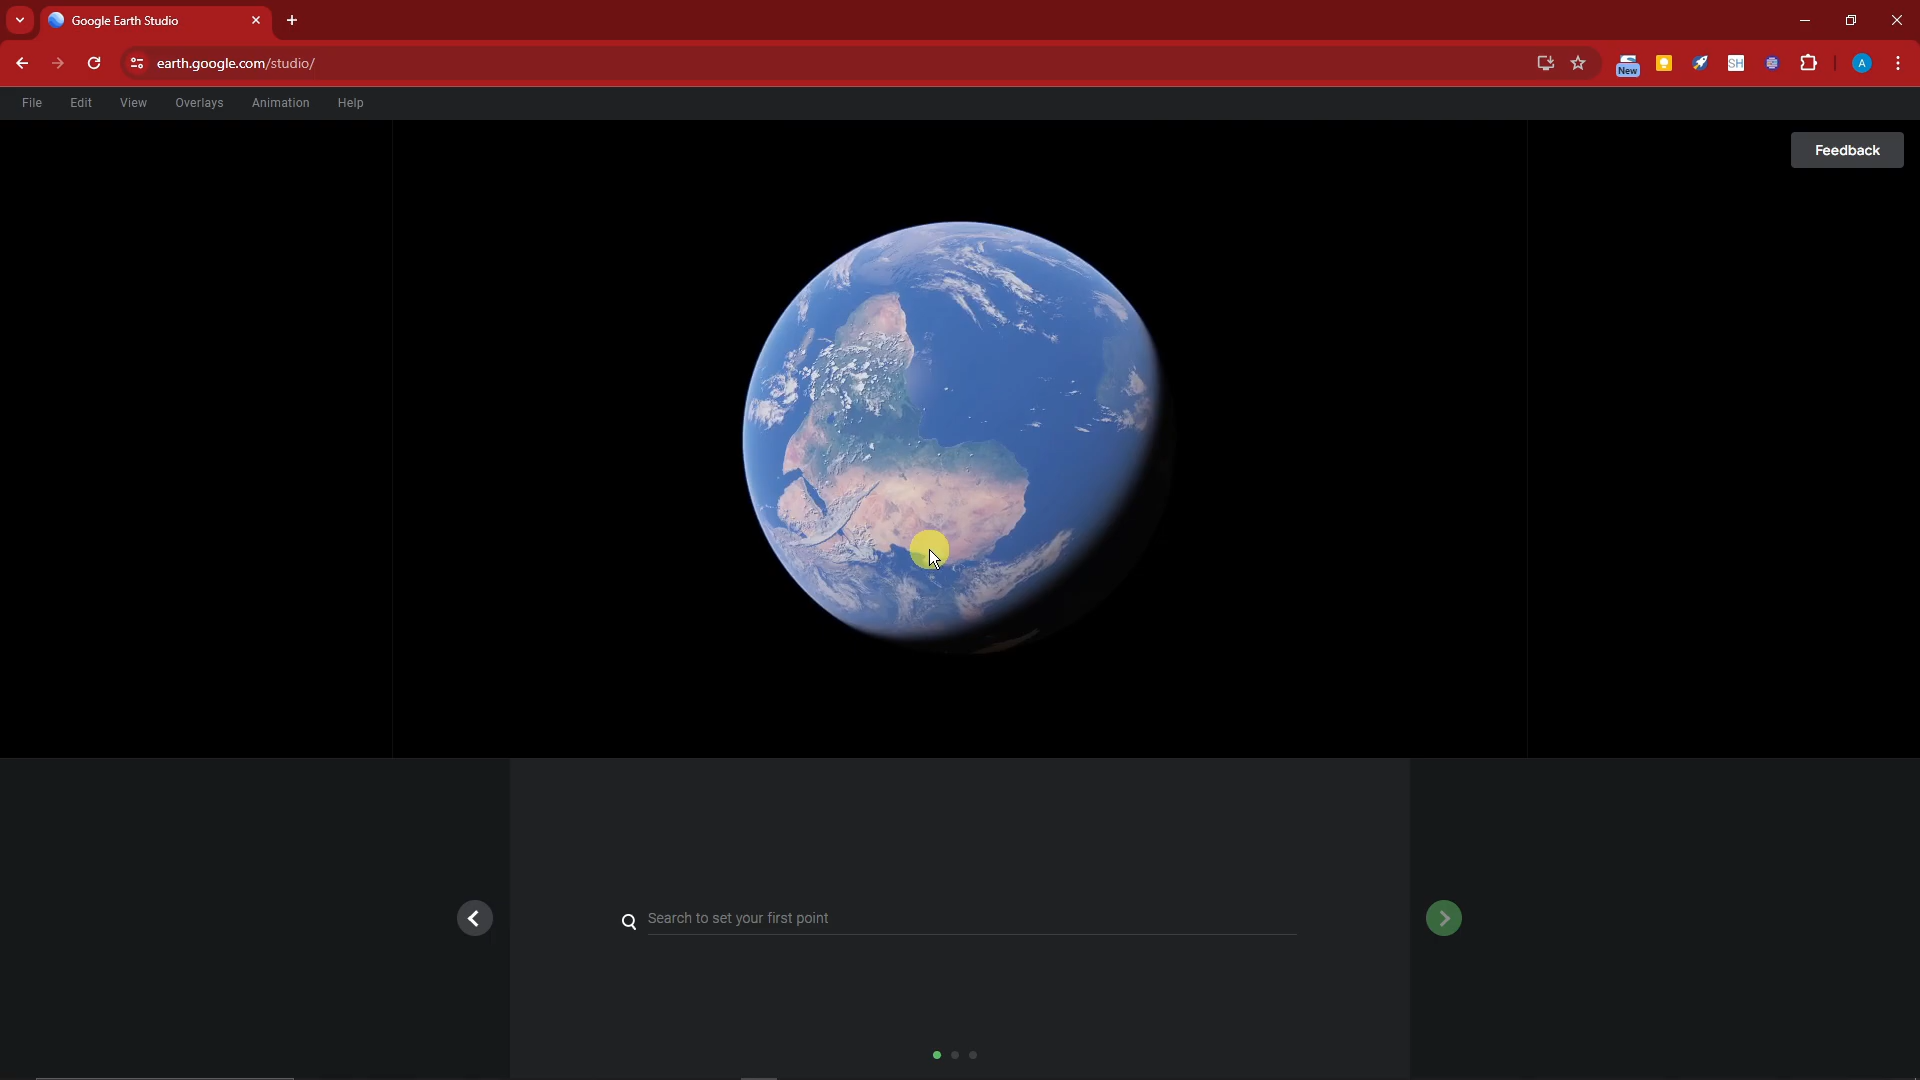 Google Earth Studio
earth.google.com/studio/
New
SH
A
File Edit View Overlays Animation Help
Feedback
Search to set your first point